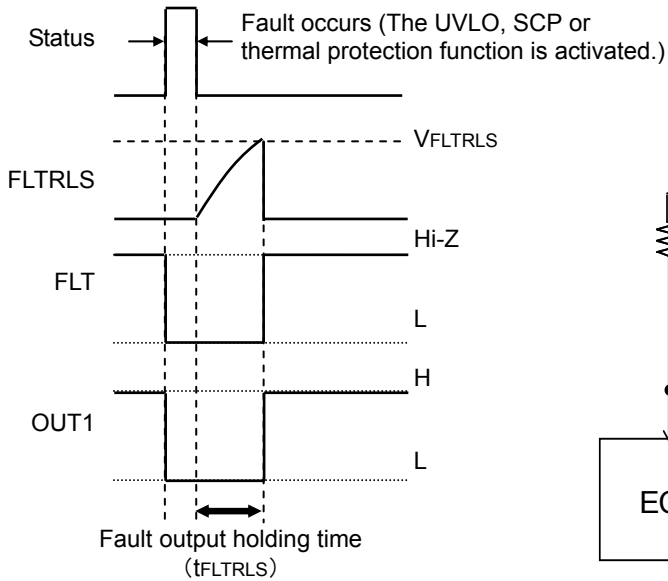 Status
Fault occurs (The UVLO, SCP or
thermal protection function is activated.)
VFLTRLS
FLTRLS
Hi-Z
FLT
L
H
OUT1
L
Fault output holding time
(tFLTRLS)